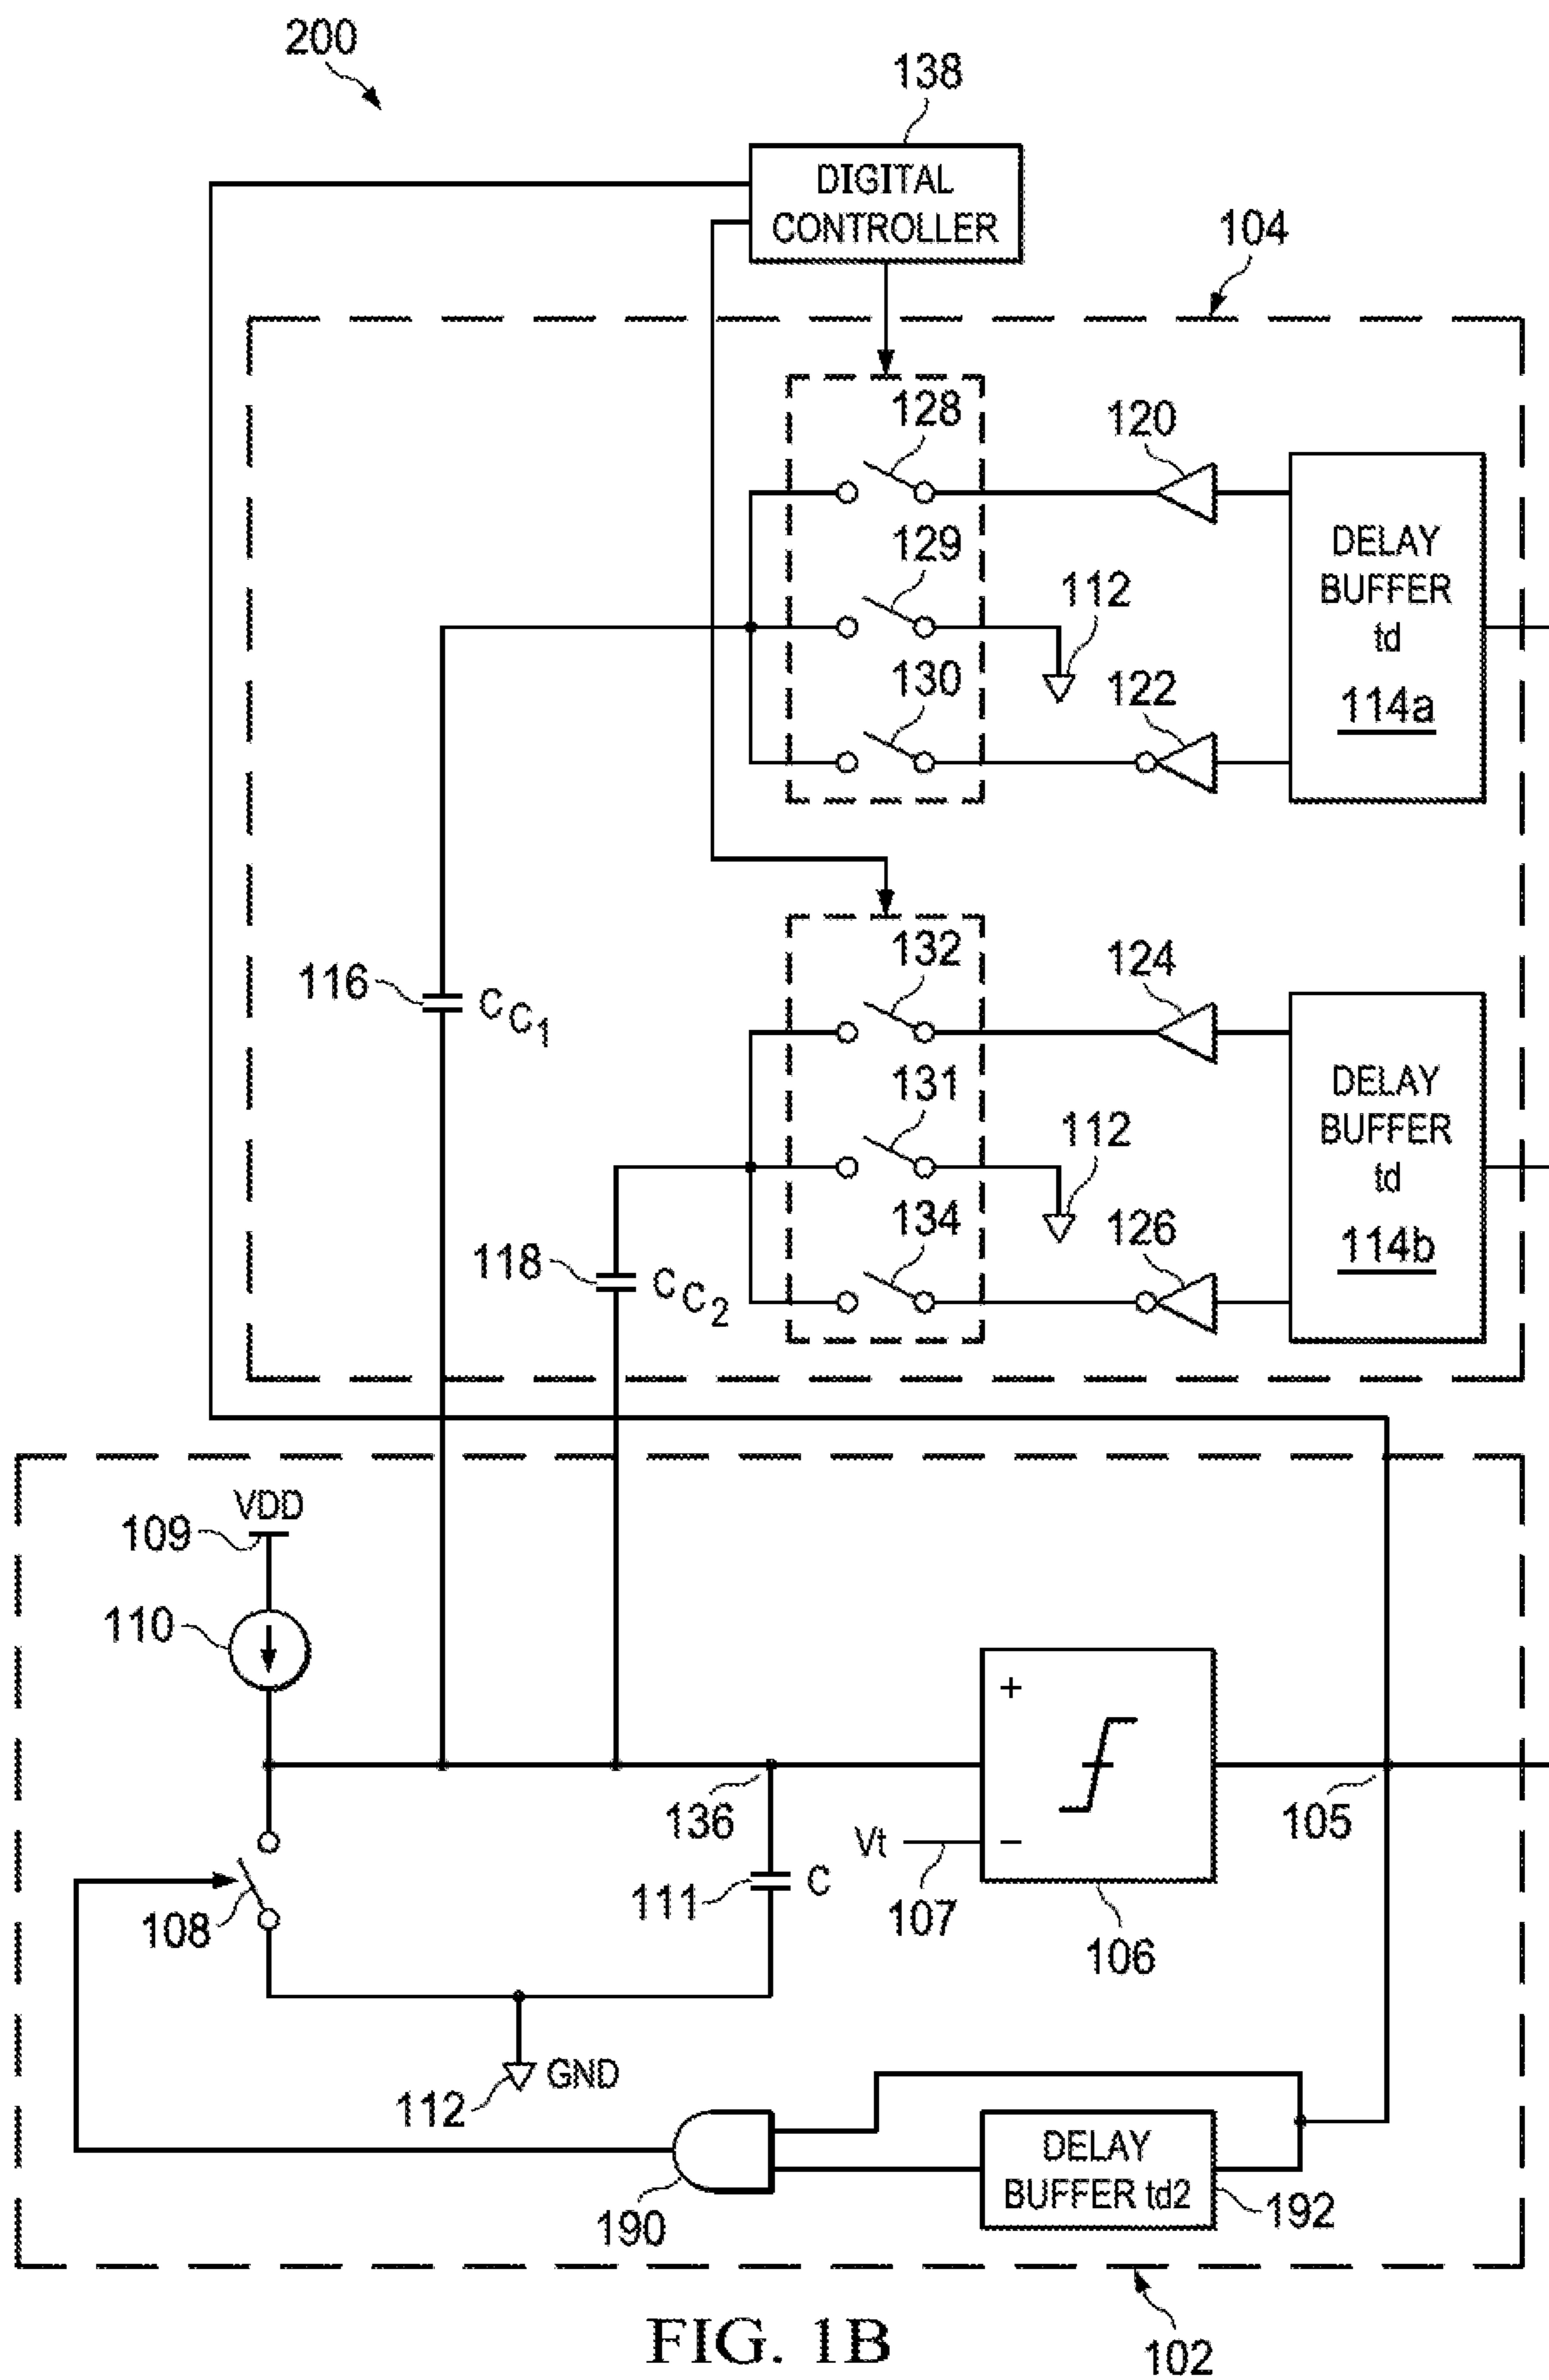 200
138
DIGITAL
CONTROLLER
104
128
120
129
112
130
122
DELAY
BUFFER
td
114a
116
C C1
132
124
131
112
134
126
DELAY
BUFFER
td
114b
118
C C2
VDD
109
110
+
136
Vt
−
105
111
C
107
108
106
GND
112
DELAY
BUFFER td2
190
192
FIG. 1B
102